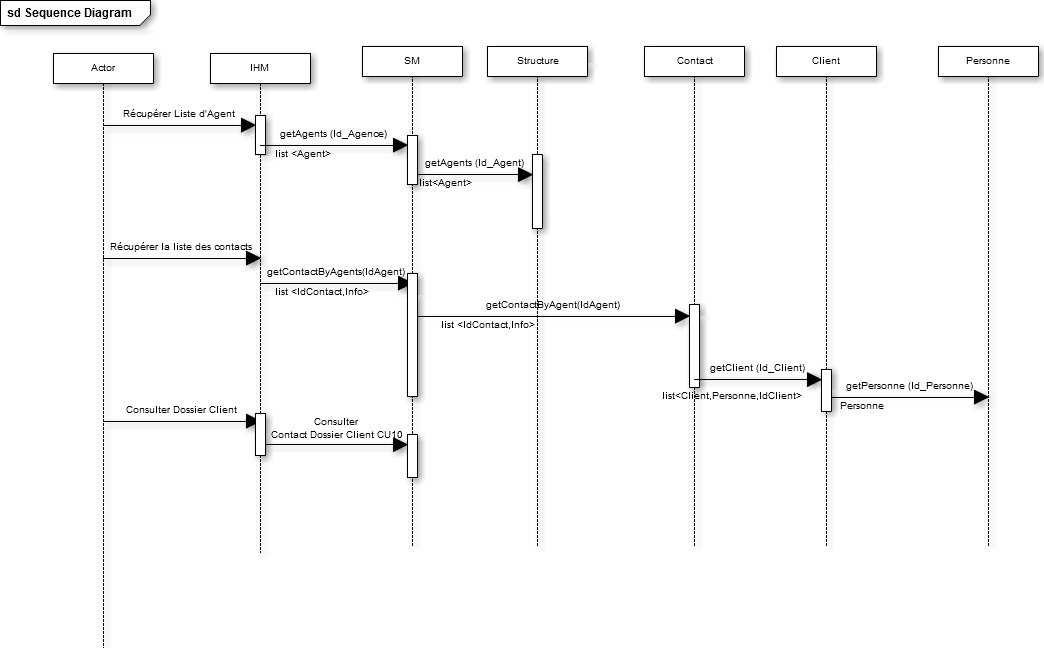 sd Sequence Diagram
Actor
IHM
SM
Structure
Contact
Client
Personne
Récupérer Liste d'Agent
getAgents (Id_Agence)
list <Agent>
getAgents (Id_Agent)
list<Agent>
Récupérer la liste des contacts
getContactByAgents(IdAgent)
list <IdContact,Info>
getContactByAgent(IdAgent)
list <IdContact,Info>
getClient (Id_Client)
list<Client,Personne,IdClient>
getPersonne (Id_Personne)
Personne
Consulter Dossier Client
Consulter
Contact Dossier Client CU10